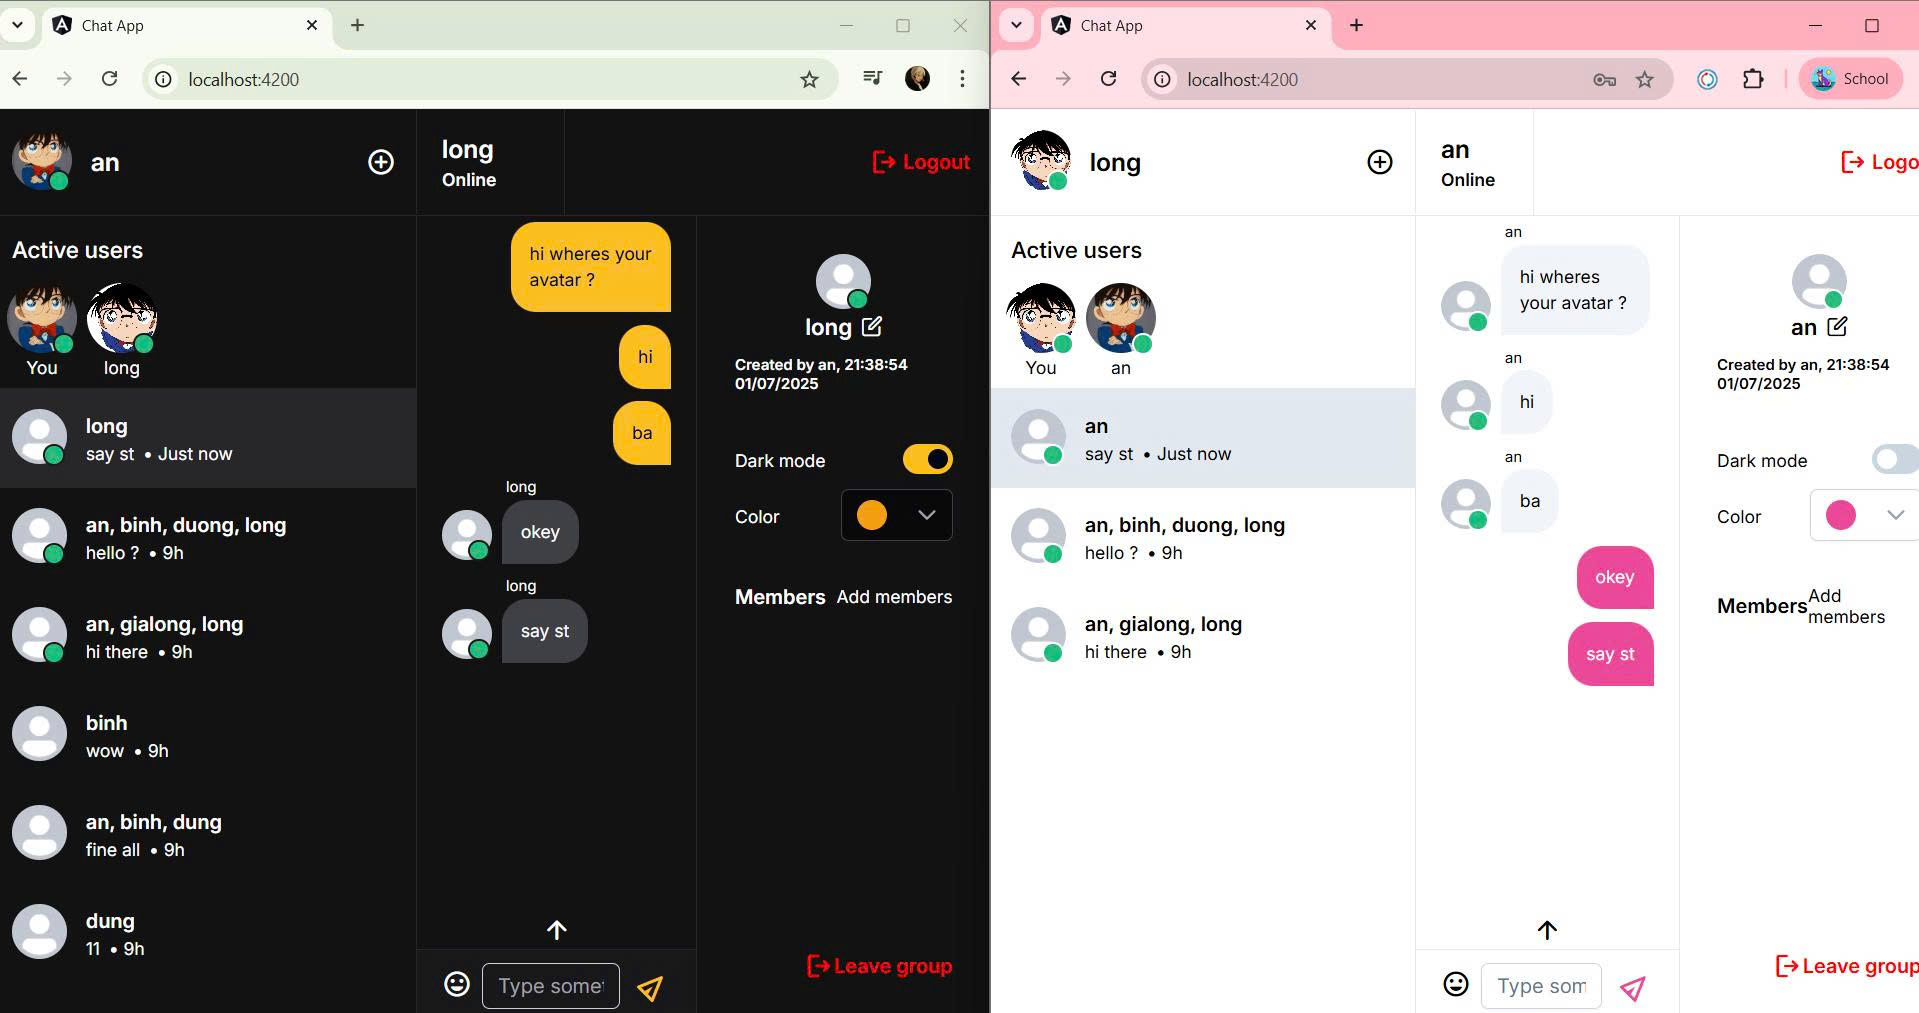 Chat App
localhost:4200
an
long
Online
Logout
Active users
You
long
long
say st • Just now
an, binh, duong, long
hello ? • 9h
an, gialong, long
hi there • 9h
binh
wow • 9h
an, binh, dung
fine all • 9h
dung
11 • 9h
hi wheres your
avatar ?
hi
ba
long
okey
long
say st
Type somet
long
Created by an, 21:38:54
01/07/2025
Dark mode
Color
Members Add members
Leave group
Chat App
localhost:4200
School
long
an
Online
Logo
Active users
You
an
an
say st • Just now
an, binh, duong, long
hello ? • 9h
an, gialong, long
hi there • 9h
an
hi wheres
your avatar ?
an
hi
an
ba
okey
say st
Type som
an
Created by an, 21:38:54
01/07/2025
Dark mode
Color
Members
Add
members
Leave group